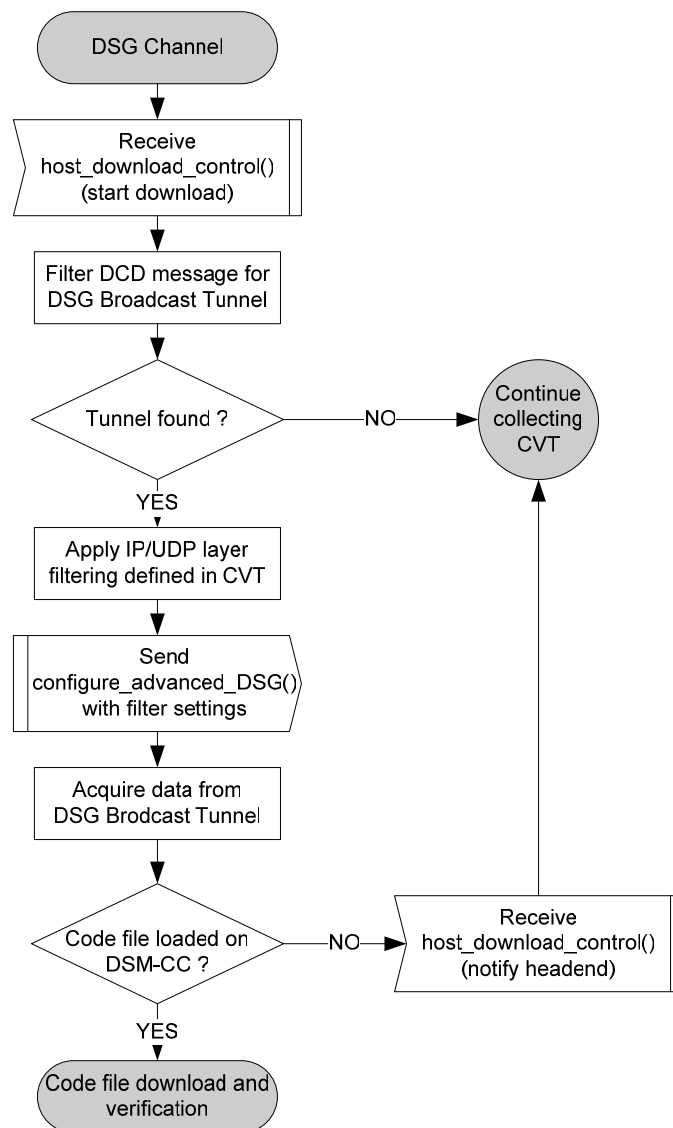 DSG Channel
Receive
host_download_control()
(start download)
Filter DCD message for
DSG Broadcast Tunnel
Tunnel found ?
NO
Continue
collecting
CVT
YES
Apply IP/UDP layer
filtering defined in CVT
Send
configure_advanced_DSG()
with filter settings
Acquire data from
DSG Brodcast Tunnel
Code file loaded on
DSM-CC ?
NO
Receive
host_download_control()
(notify headend)
YES
Code file download and
verification